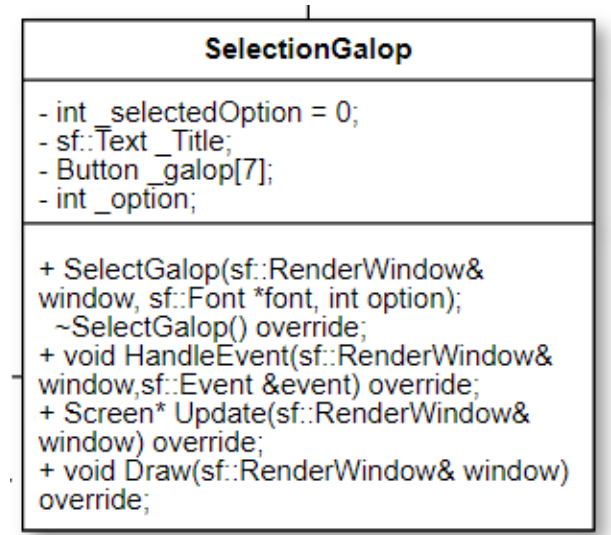 SelectionGalop
- int _selectedOption = 0;
- sf::Text _Title;
- Button _galop[7];
- int _option;
+ SelectGalop(sf::RenderWindow&
window, sf::Font *font, int option);
~SelectGalop() override;
+ void HandleEvent(sf::RenderWindow&
window,sf::Event &event) override;
+ Screen* Update(sf::RenderWindow&
window) override;
+ void Draw(sf::RenderWindow& window)
override;